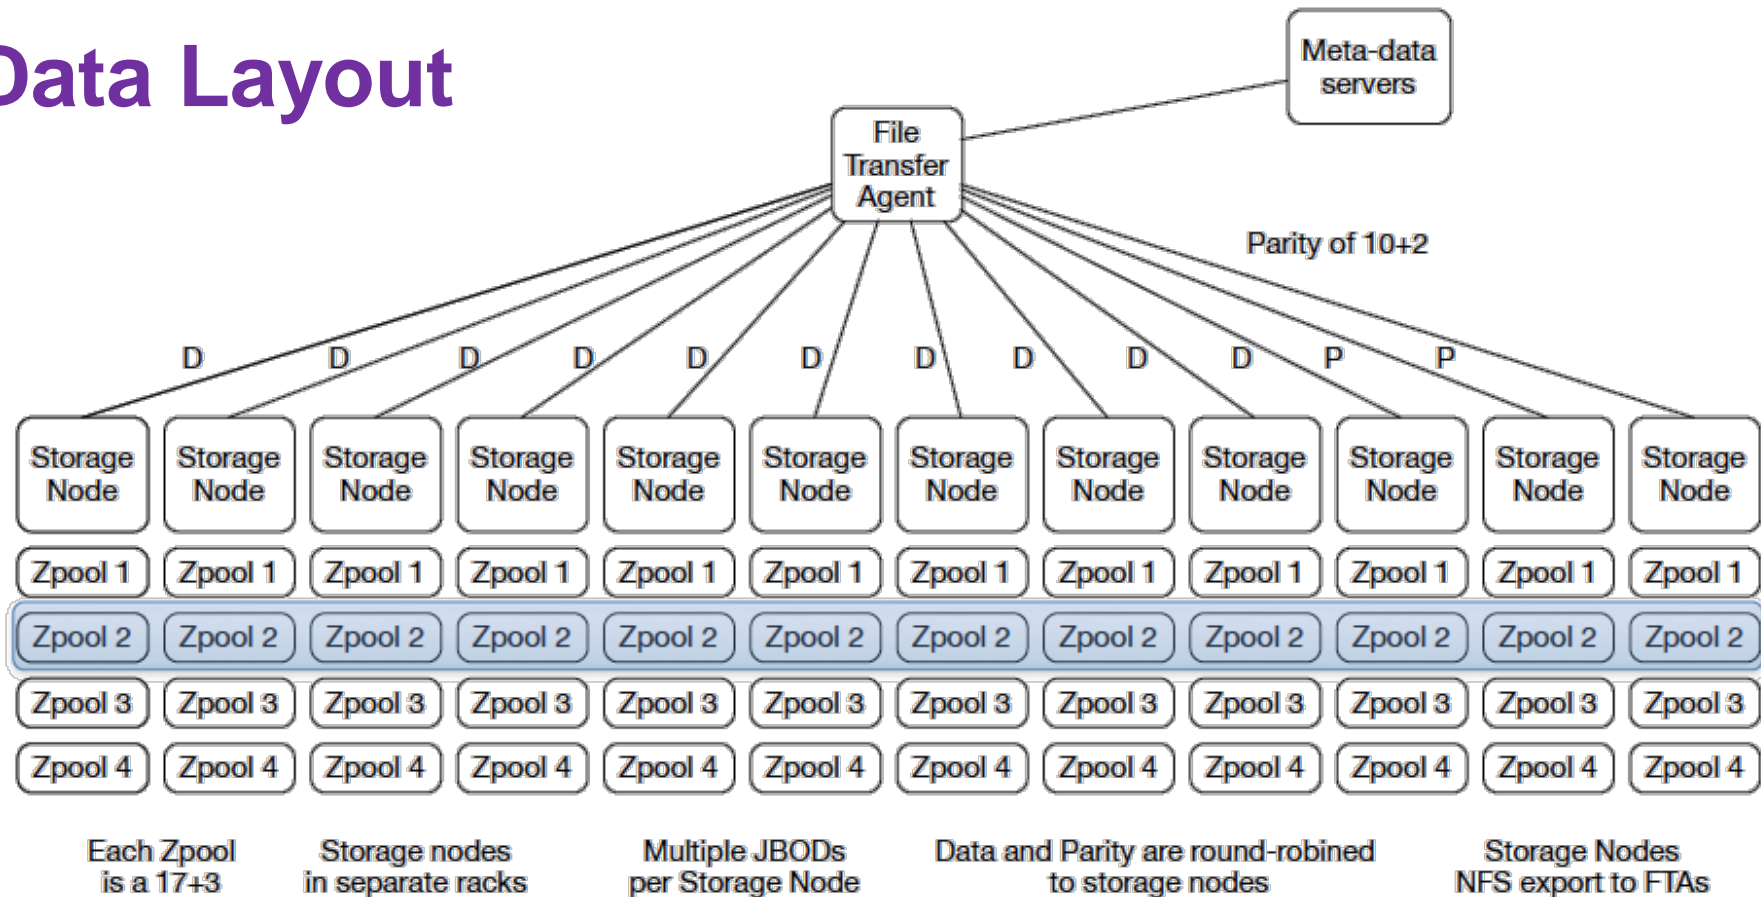 Data Layout
Meta-data
servers
File
Transfer
Agent
Parity of 10+2
D D D D D D D D D D P P
Storage Storage Storage Storage Storage Storage Storage Storage Storage Storage Storage Storage
Node Node Node Node Node Node Node Node Node Node Node Node
Zpool 1 Zpool 1 Zpool 1 Zpool 1 Zpool 1 Zpool 1 Zpool 1 Zpool 1 Zpool 1 Zpool 1 Zpool 1 Zpool 1
Zpool 2 Zpool 2 Zpool 2 Zpool 2 Zpool 2 Zpool 2 Zpool 2 Zpool 2 Zpool 2 Zpool 2 Zpool 2 Zpool 2
Zpool 3 Zpool 3 Zpool 3 Zpool 3 Zpool 3 Zpool 3 Zpool 3 Zpool 3 Zpool 3 Zpool 3 Zpool 3 Zpool 3
Zpool 4 Zpool 4 Zpool 4 Zpool 4 Zpool 4 Zpool 4 Zpool 4 Zpool 4 Zpool 4 Zpool 4 Zpool 4 Zpool 4
Each Zpool
is a 17+3
Storage nodes
in separate racks
Multiple JBODs
per Storage Node
Data and Parity are round-robined
to storage nodes
Storage Nodes
NFS export to FTAs